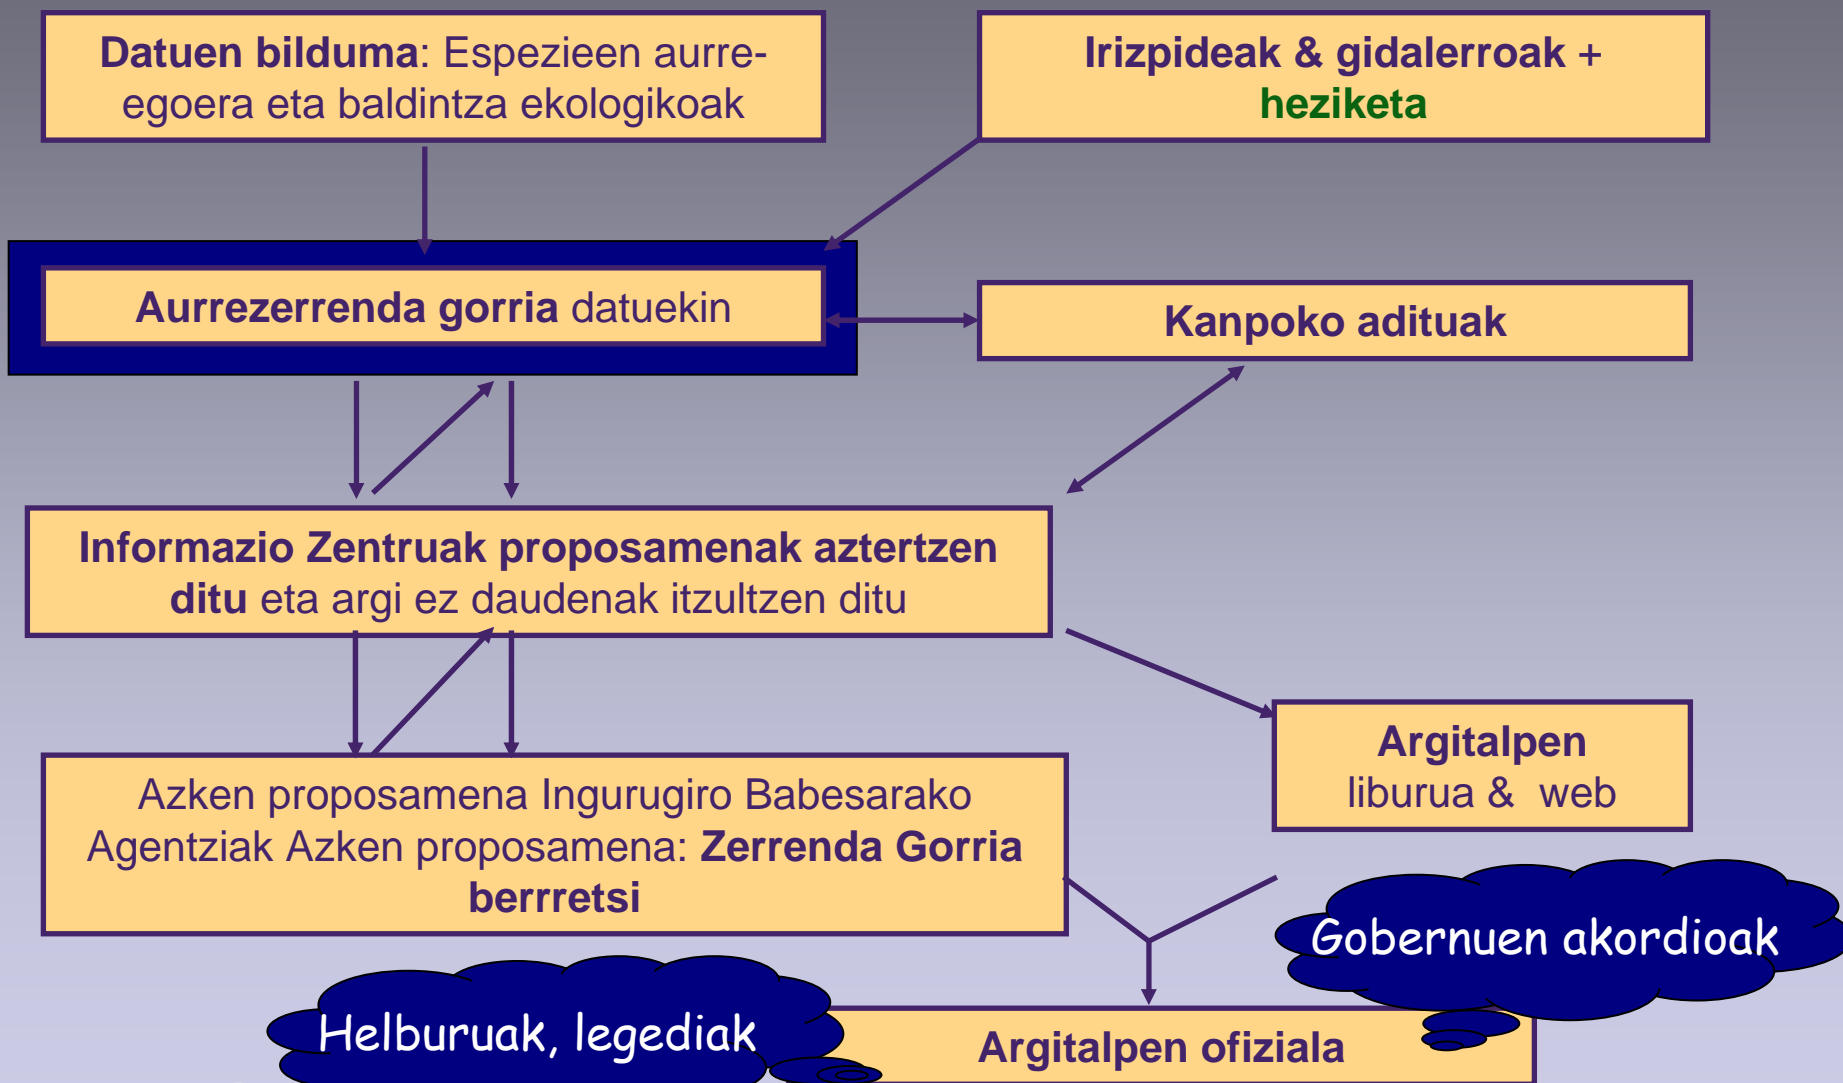 Datuen bilduma: Espezieen aurre-
egoera eta baldintza ekologikoak
Irizpideak & gidalerroak +
heziketa
Aurrezerrenda gorria datuekin
Kanpoko adituak
Informazio Zentruak proposamenak aztertzen
ditu eta argi ez daudenak itzultzen ditu
Argitalpen
liburua & web
Azken proposamena Ingurugiro Babesarako
Agentziak Azken proposamena: Zerrenda Gorria
berrretsi
Gobernuen akordioak
Helburuak, legediak
Argitalpen ofiziala